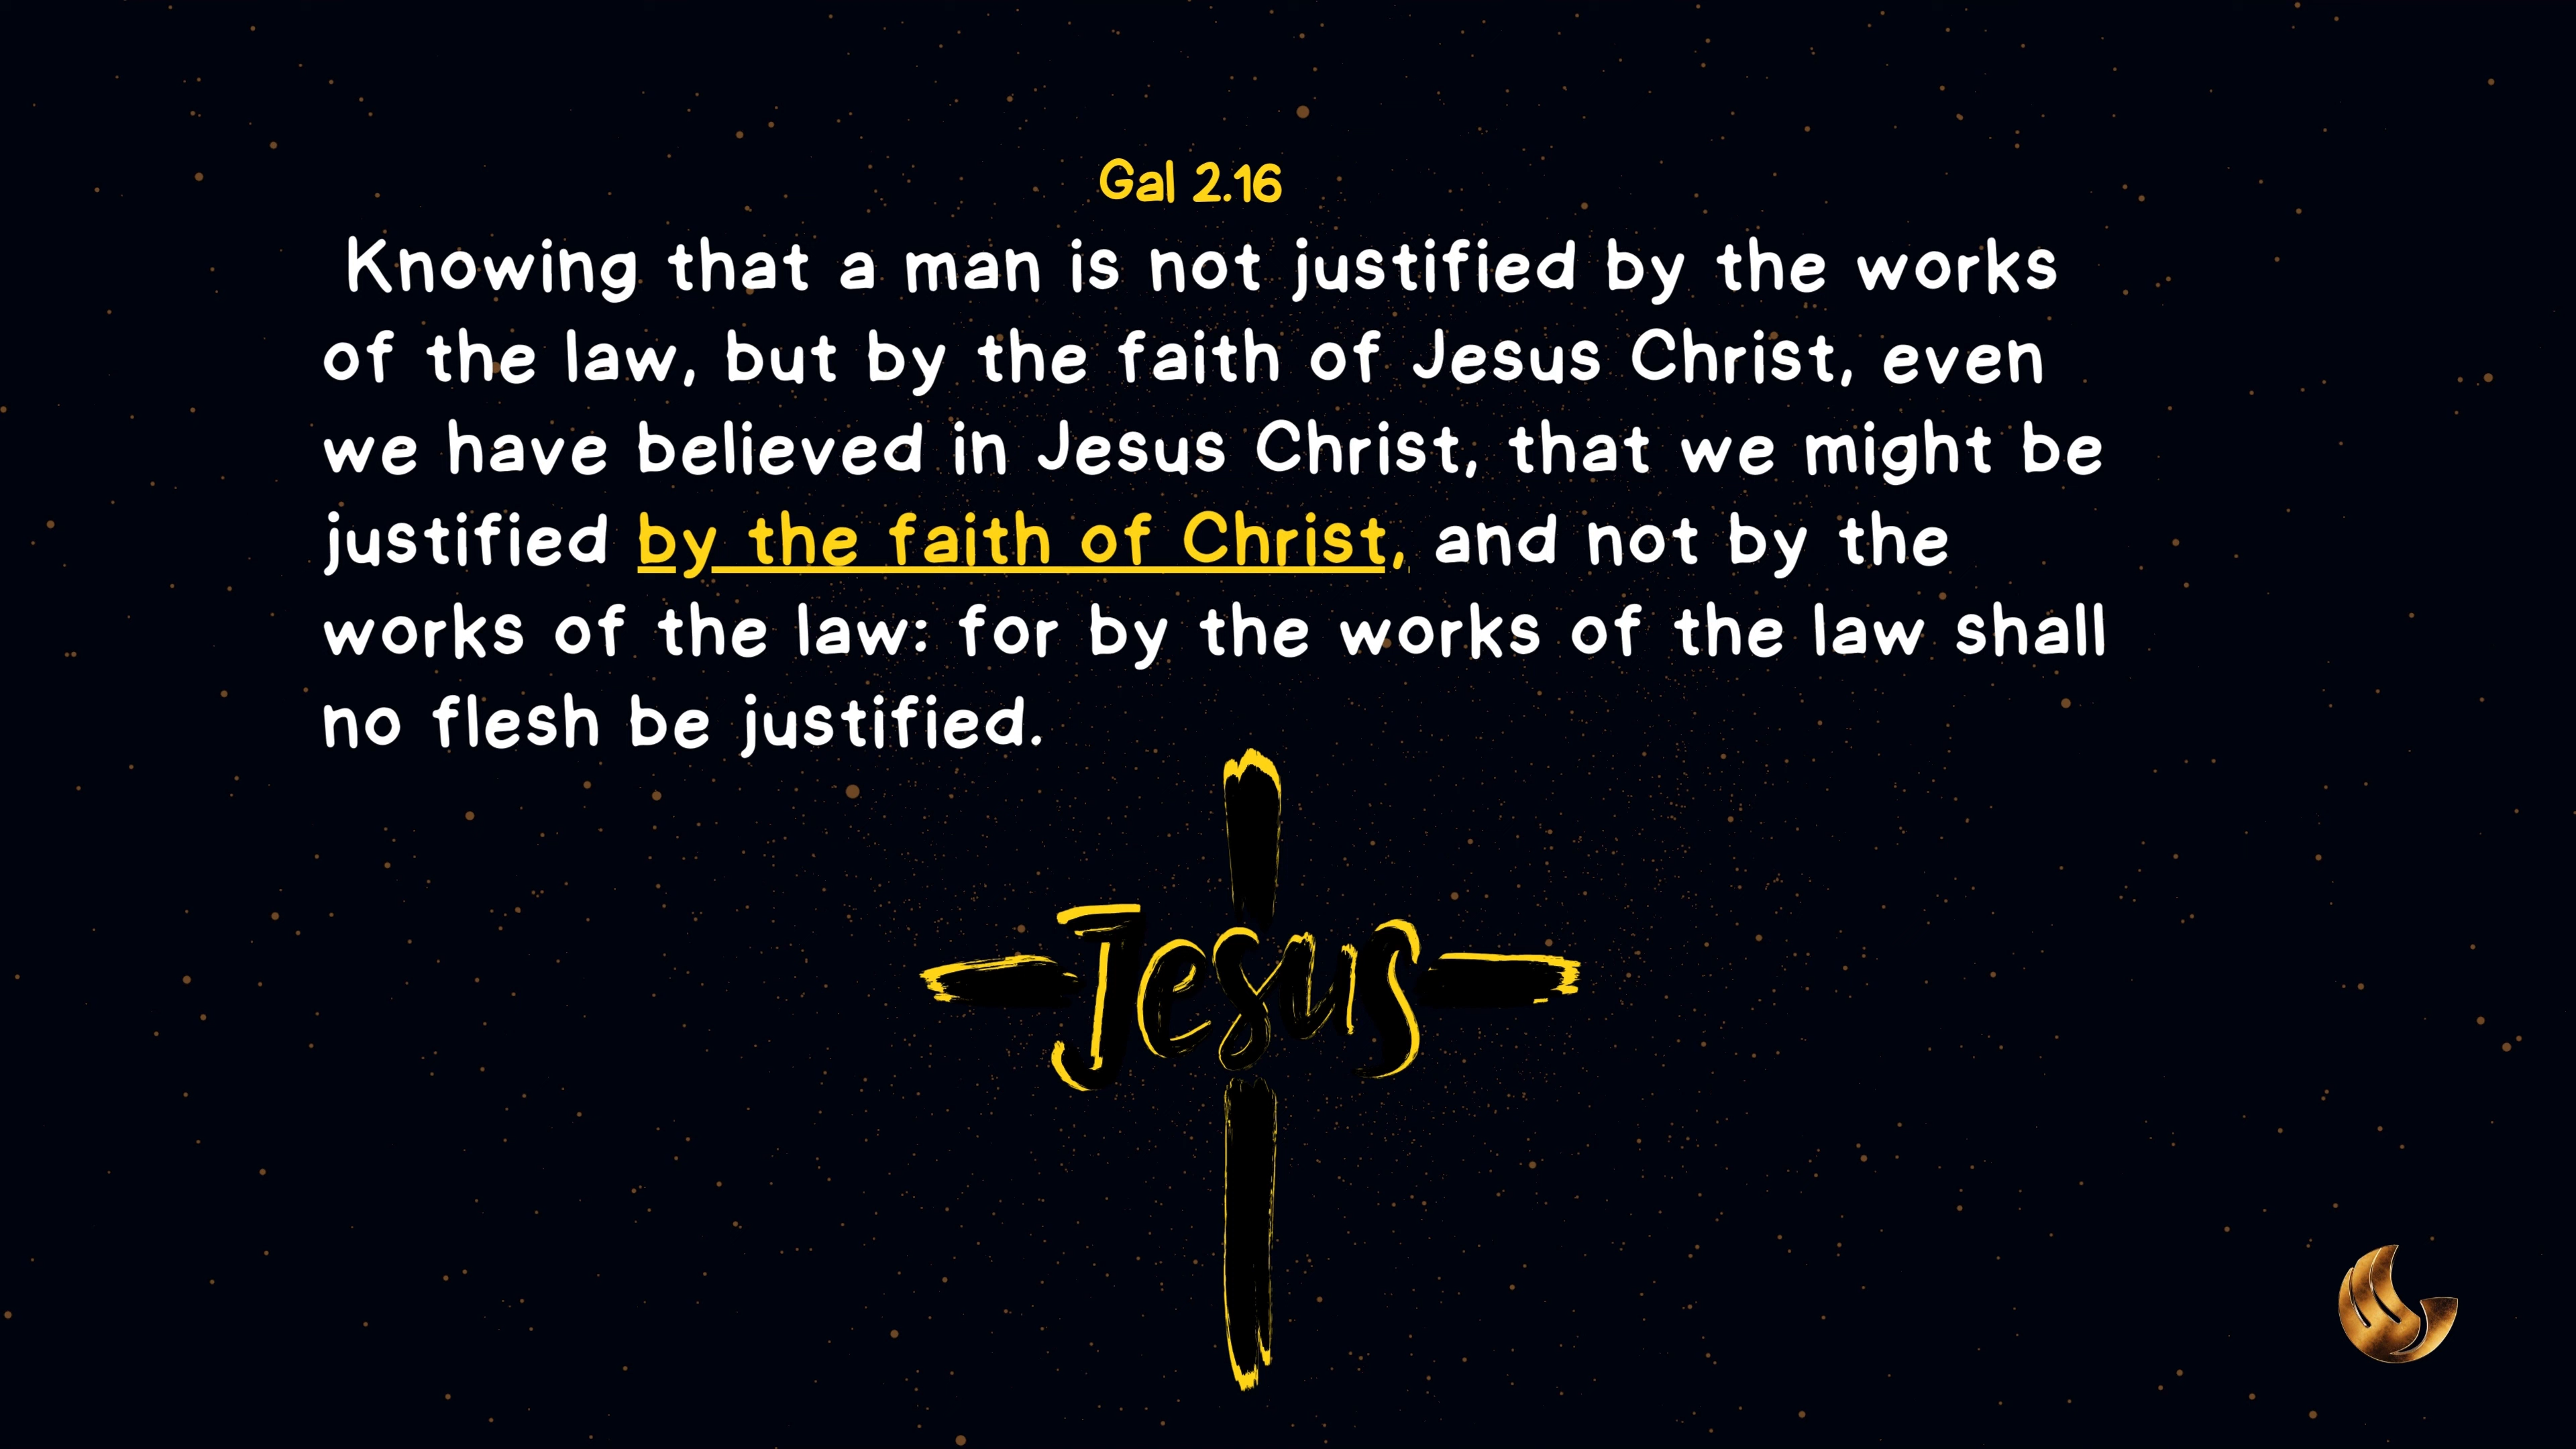 Gal 2.16
Knowing that a man is not justified by the works
of the law, but by the faith of Jesus Christ, even
we have believed in Jesus Christ, that we might be
justified by the faith of Christ, and not by the
works of the law: for by the works of the law shall
no flesh be justified.
Jesus